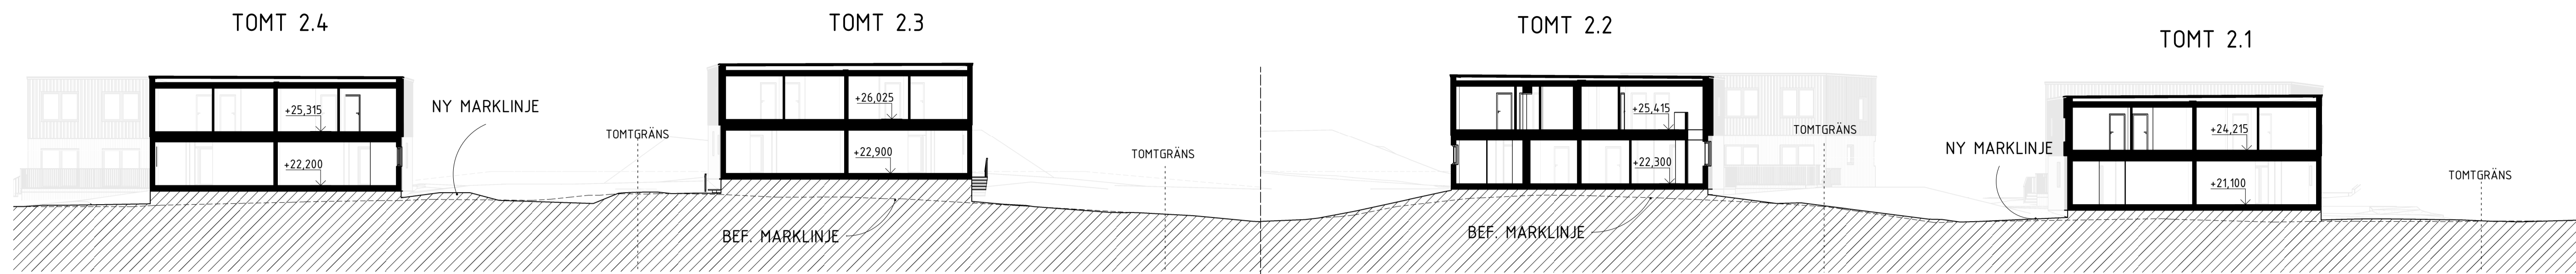 TOMT 2.4
TOMT 2.3
TOMT 2.2
TOMT 2.1
+25,315
+22,200
NY MARKLINJE
TOMTGRÄNS
+26,025
+22,900
BEF. MARKLINJE
TOMTGRÄNS
+25,415
+22,300
BEF. MARKLINJE
TOMTGRÄNS
NY MARKLINJE
+24,215
+21,100
TOMTGRÄNS